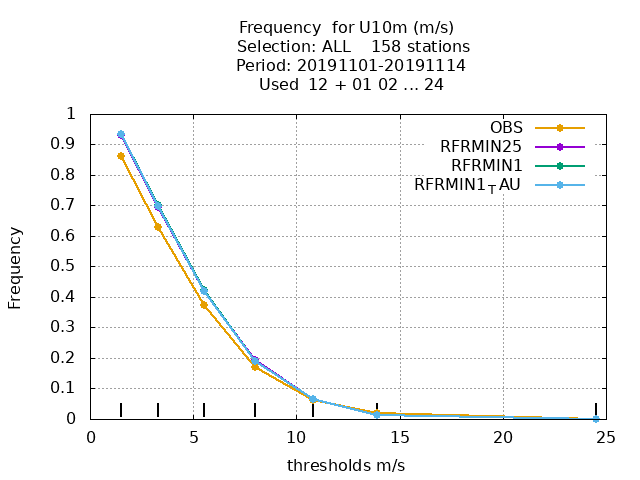 Frequency  for U10m (m/s)
Selection: ALL    158 stations
Period: 20191101-20191114
Used  12 + 01 02 ... 24
OBS
RFRMIN25
RFRMIN1
RFRMIN1TAU
1
0.9
0.8
0.7
0.6
0.5
0.4
0.3
0.2
0.1
0
Frequency
0 5 10 15 20 25
thresholds m/s